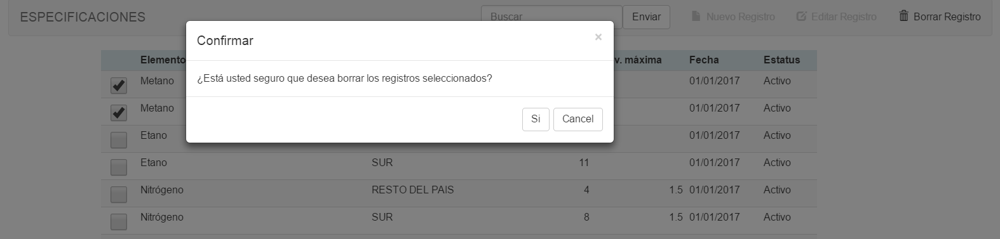 ESPECIFICACIONES Buscar Enviar Nuevo Registro Editar Registro Borrar Registro
Confirmar ×
¿Está usted seguro que desea borrar los registros seleccionados?
Si Cancel
Elemento v. máxima Fecha Estatus
Metano 01/01/2017 Activo
Metano 01/01/2017 Activo
Etano 01/01/2017 Activo
Etano SUR 11 01/01/2017 Activo
Nitrógeno RESTO DEL PAIS 4 1.5 01/01/2017 Activo
Nitrógeno SUR 8 1.5 01/01/2017 Activo